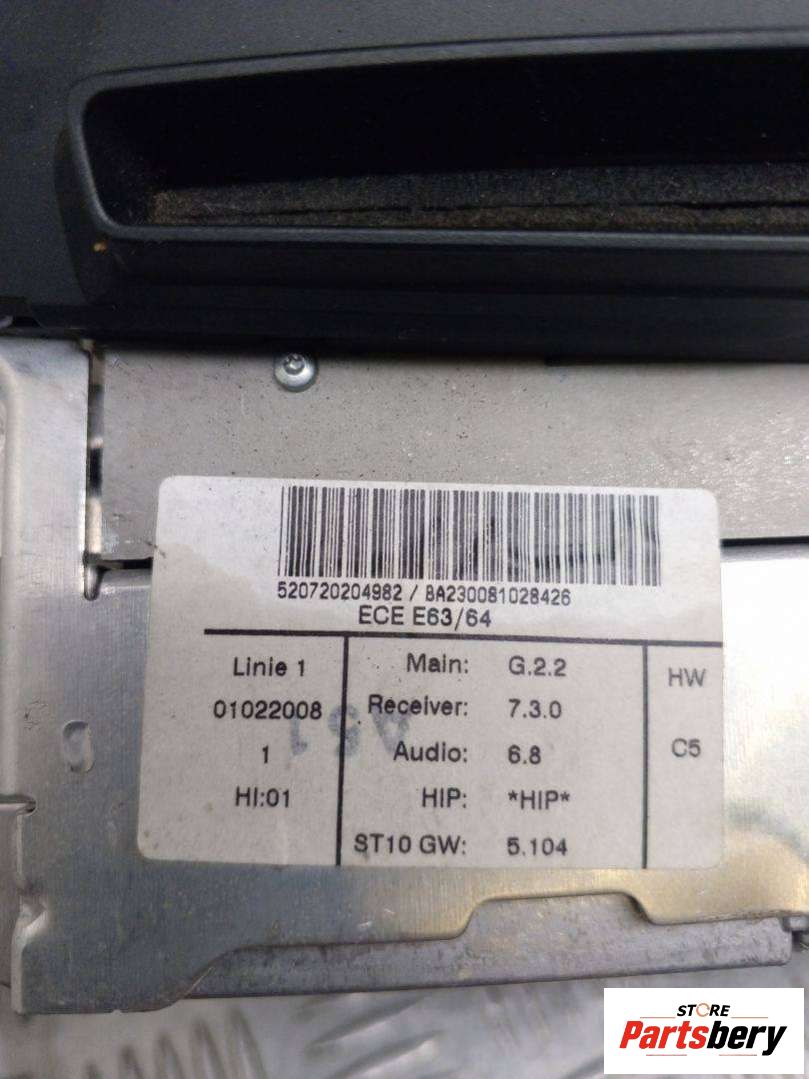 520720204982 / BA230081028426
ECE E63/64
Linie 1 Main: G.2.2 HW
01022008 Receiver: 7.3.0
1 Audio: 6.8 C5
HI:01 HIP: *HIP*
ST10 GW: 5.104
STORE
Partsbery